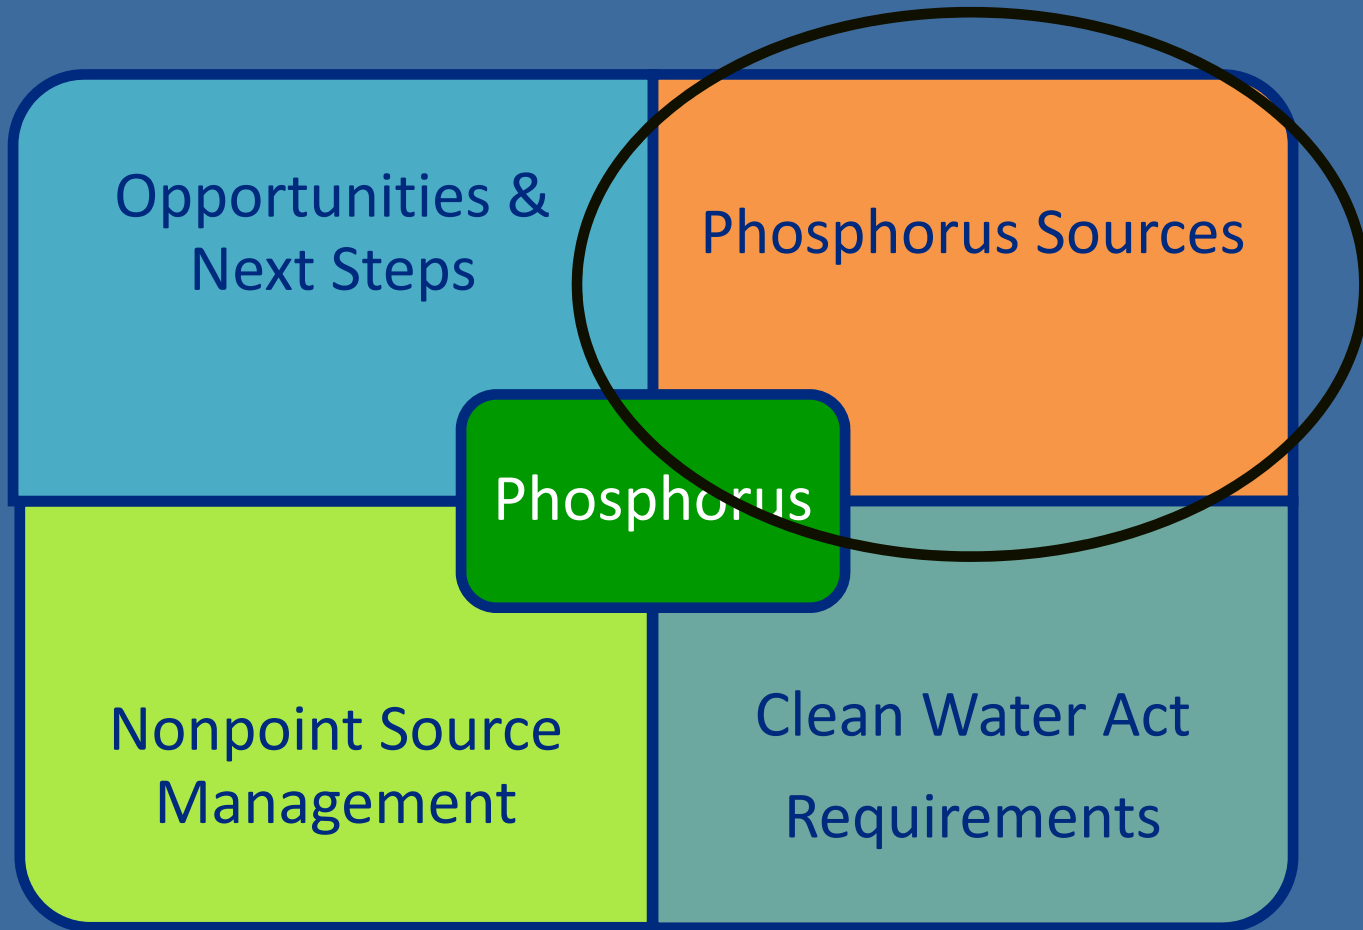 Opportunities &
Next Steps
Phosphorus Sources
Phosphorus
Nonpoint Source
Management
Clean Water Act
Requirements